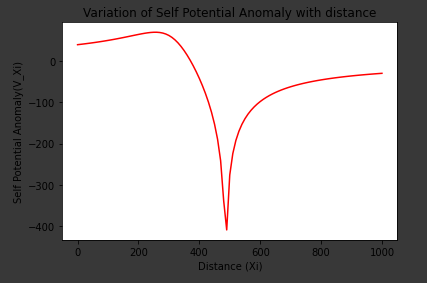 Variation of Self Potential Anomaly with distance
Self Potential Anomaly(V_Xi)
0
−100
−200
−300
−400
0 200 400 600 800 1000
Distance (Xi)